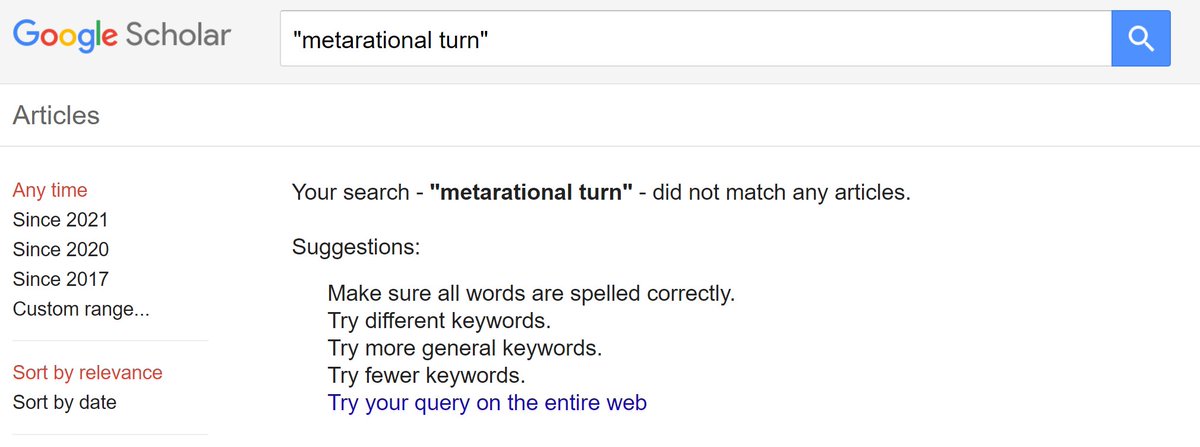 Google Scholar
"metarational turn"
Articles
Any time
Since 2021
Since 2020
Since 2017
Custom range...
Sort by relevance
Sort by date
Your search - "metarational turn" - did not match any articles.
Suggestions:
Make sure all words are spelled correctly.
Try different keywords.
Try more general keywords.
Try fewer keywords.
Try your query on the entire web